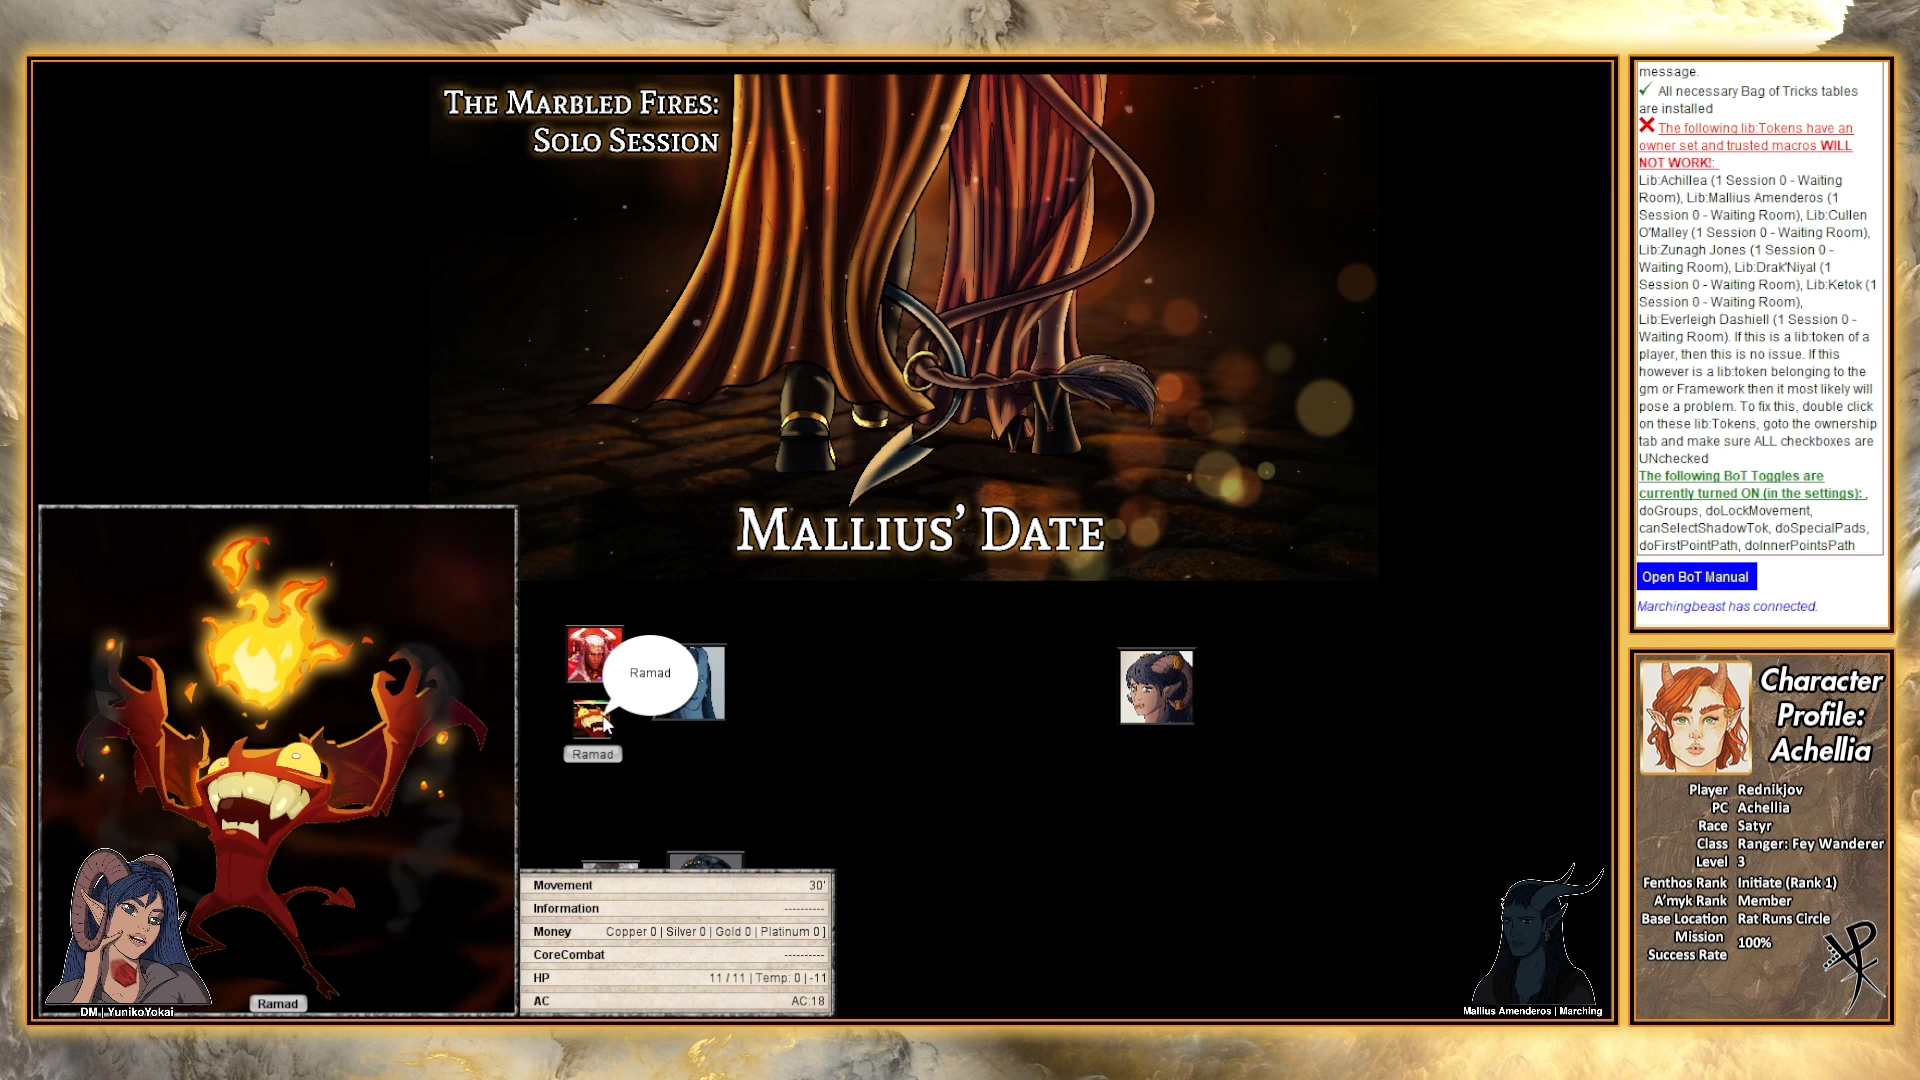 The Marbled Fires:
Solo Session
Mallius' Date
Ramad
Ramad
Ramad
DM | YunikoYokai
Movement 30'
Information ----------
Money Copper 0 | Silver 0 | Gold 0 | Platinum 0 ]
CoreCombat ----------
HP 11 / 11 | Temp: 0 | -11
AC AC:18
Mallius Amenderos | Marching
message.
All necessary Bag of Tricks tables
are installed
The following lib:Tokens have an
owner set and trusted macros WILL
NOT WORK!:
Lib:Achillea (1 Session 0 - Waiting
Room), Lib:Mallius Amenderos (1
Session 0 - Waiting Room), Lib:Cullen
O'Malley (1 Session 0 - Waiting Room),
Lib:Zunagh Jones (1 Session 0 -
Waiting Room), Lib:Drak'Niyal (1
Session 0 - Waiting Room), Lib:Ketok (1
Session 0 - Waiting Room),
Lib:Everleigh Dashiell (1 Session 0 -
Waiting Room). If this is a lib:token of a
player, then this is no issue. If this
however is a lib:token belonging to the
gm or Framework then it most likely will
pose a problem. To fix this, double click
on these lib:Tokens, goto the ownership
tab and make sure ALL checkboxes are
UNchecked
The following BoT Toggles are
currently turned ON (in the settings): .
doGroups, doLockMovement,
canSelectShadowTok, doSpecialPads,
doFirstPointPath, doInnerPointsPath
Open BoT Manual
Marchingbeast has connected.
Character
Profile:
Achellia
Player Rednikjov
PC Achellia
Race Satyr
Class Ranger: Fey Wanderer
Level 3
Fenthos Rank Initiate (Rank 1)
A'myk Rank Member
Base Location Rat Runs Circle
Mission
Success Rate 100%